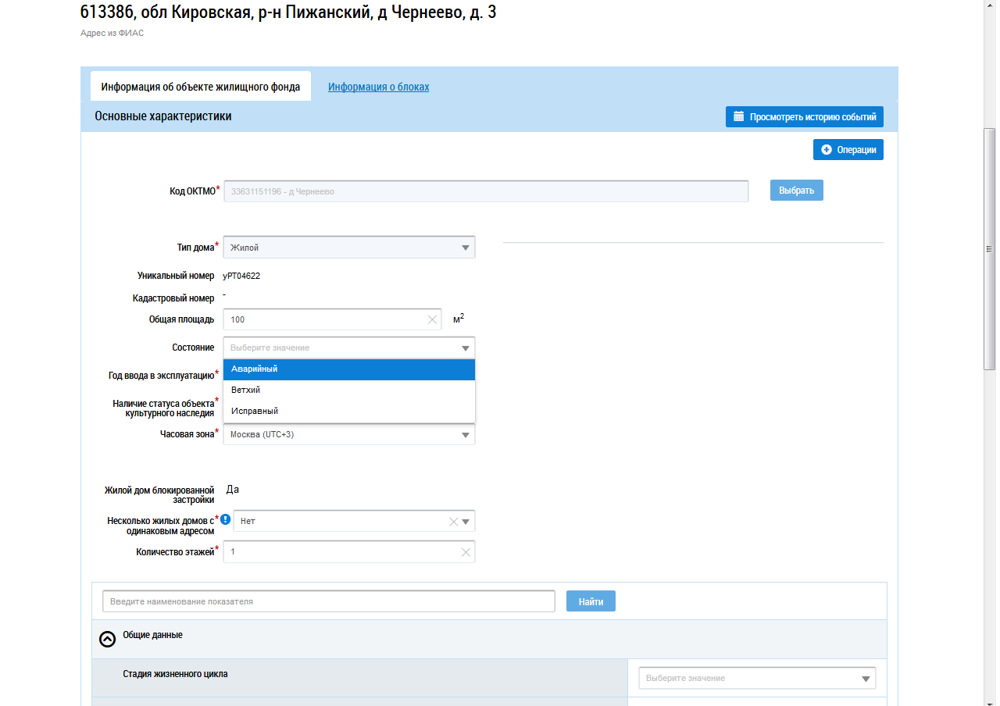 613386, обл Кировская, р-н Пижанский, д Чернеево, д. 3
Адрес из ФИАС
Информация об объекте жилищного фонда
Информация о блоках
Основные характеристики
Просмотреть историю событий
Операции
Код ОКТМО*
33631151196 - д Чернеево
Выбрать
Тип дома*
Жилой
Уникальный номер
уРТ04622
Кадастровый номер
-
Общая площадь
100
м2
Состояние
Выберите значение
Аварийный
Год ввода в эксплуатацию*
Ветхий
Наличие статуса объекта*
культурного наследия
Исправный
Часовая зона*
Москва (UTC+3)
Жилой дом блокированной
застройки
Да
Несколько жилых домов с*
одинаковым адресом
Нет
Количество этажей*
1
Введите наименование показателя
Найти
Общие данные
Стадия жизненного цикла
Выберите значение